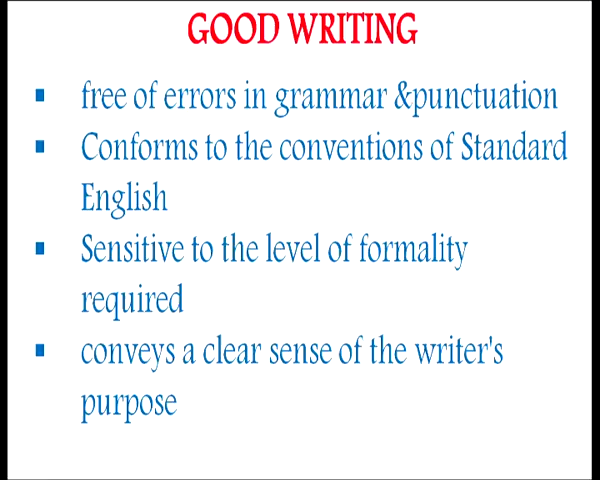 GOOD WRITING
▪ free of errors in grammar &punctuation
▪ Conforms to the conventions of Standard
English
▪ Sensitive to the level of formality
required
▪ conveys a clear sense of the writer's
purpose